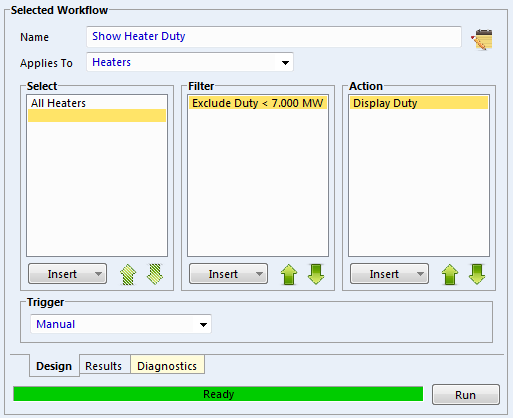 Selected Workflow
Name Show Heater Duty
Applies To Heaters
Select Filter Action
All Heaters Exclude Duty < 7.000 MW Display Duty
Insert Insert Insert
Trigger
Manual
Design Results Diagnostics
Ready Run